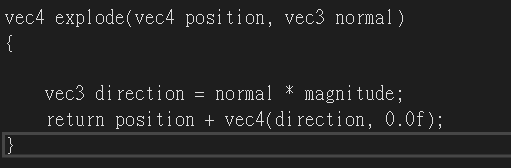 vec4 explode(vec4 position, vec3 normal)
{
vec3 direction = normal * magnitude;
return position + vec4(direction, 0.0f);
}